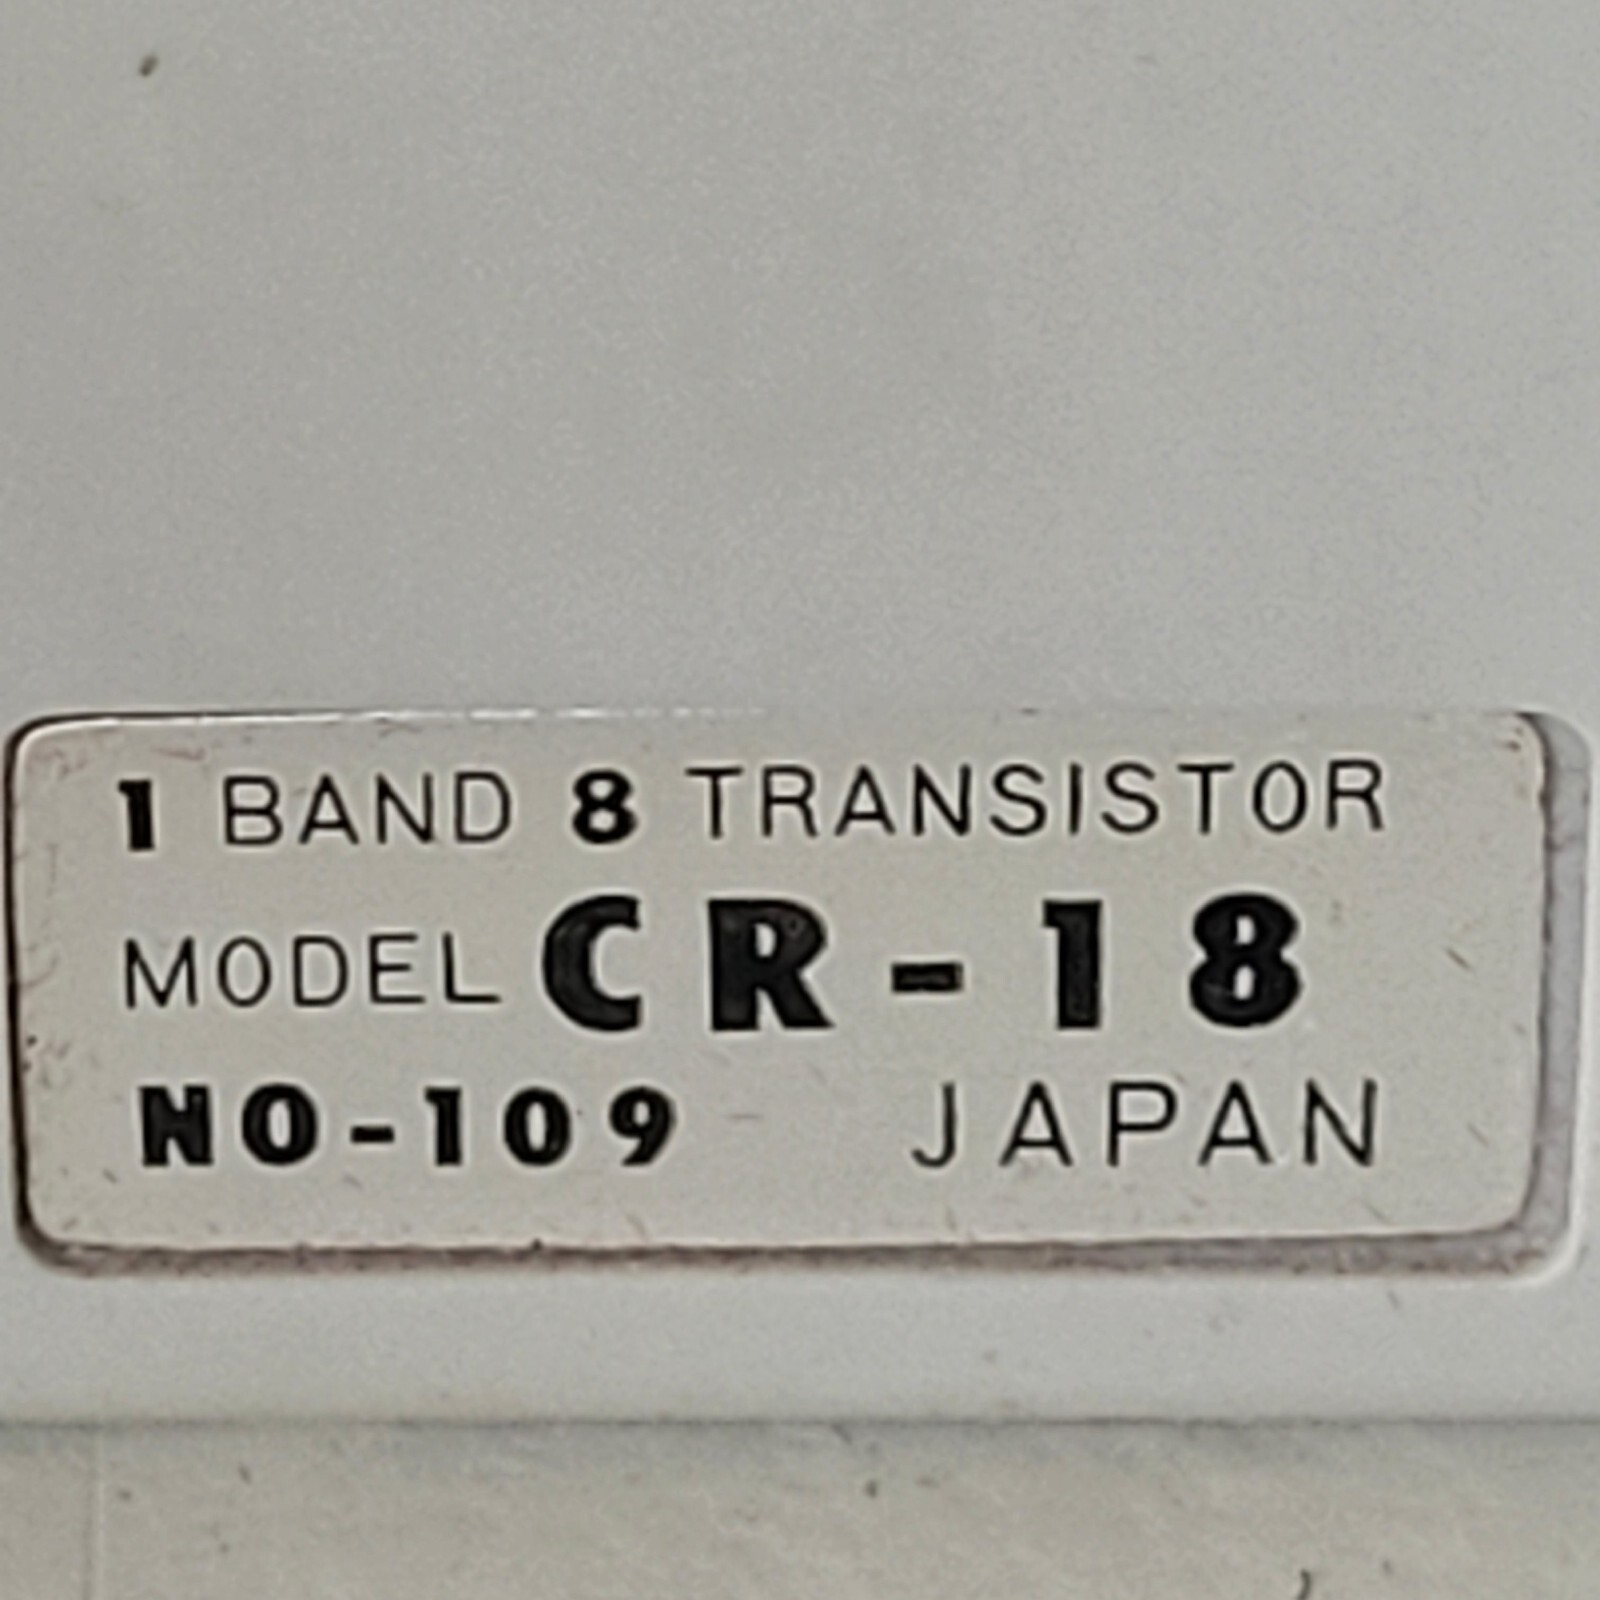 1 BAND 8 TRANSISTOR
MODEL CR-18
NO-109 JAPAN